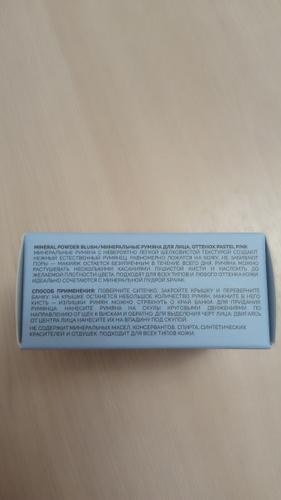 MINERAL POWDER BLUSH/МИНЕРАЛЬНЫЕ РУМЯНА ДЛЯ ЛИЦА, ОТТЕНОК PASTEL PINK
МИНЕРАЛЬНЫЕ РУМЯНА С НЕВЕРОЯТНО ЛЕГКОЙ ШЕЛКОВИСТОЙ ТЕКСТУРОЙ СОЗДАЮТ
НЕЖНЫЙ ЕСТЕСТВЕННЫЙ РУМЯНЕЦ, РАВНОМЕРНО ЛОЖАТСЯ НА КОЖУ, НЕ ЗАБИВАЮТ
ПОРЫ — МАКИЯЖ ОСТАЕТСЯ БЕЗУПРЕЧНЫМ В ТЕЧЕНИЕ ВСЕГО ДНЯ. РУМЯНА МОЖНО
РАСТУШЕВАТЬ НЕСКОЛЬКИМИ КАСАНИЯМИ ПУШИСТОЙ КИСТИ И НАСЛОИТЬ ДО
ЖЕЛАЕМОЙ ПЛОТНОСТИ ЦВЕТА. ПОДХОДЯТ ДЛЯ ВСЕХ ТИПОВ И ЛЮБОГО ОТТЕНКА КОЖИ.
ИДЕАЛЬНО СОЧЕТАЮТСЯ С МИНЕРАЛЬНОЙ ПУДРОЙ
СПОСОБ ПРИМЕНЕНИЯ: ПОВЕРНИТЕ СИТЕЧКО, ЗАКРОЙТЕ КРЫШКУ И ПЕРЕВЕРНИТЕ
БАНКУ. НА КРЫШКЕ ОСТАНЕТСЯ НЕБОЛЬШОЕ КОЛИЧЕСТВО РУМЯН. МАКНИТЕ В НЕГО
КИСТЬ — ИЗЛИШКИ РУМЯН МОЖНО СТРЯХНУТЬ О КРАЙ БАНКИ. ДЛЯ ПРИДАНИЯ
РУМЯНЦА: НАНЕСИТЕ РУМЯНА НА СКУЛЫ КРУГОВЫМИ ДВИЖЕНИЯМИ ПО
НАПРАВЛЕНИЮ ОТ ЩЕК К ВИСКАМ И ОБРАТНО. ДЛЯ ВЫДЕЛЕНИЯ ЧЕРТ ЛИЦА: ДВИГАЯСЬ
ОТ ЦЕНТРА ЛИЦА НАНЕСИТЕ ИХ НА ВПАДИНУ ПОД СКУЛОЙ.
НЕ СОДЕРЖИТ МИНЕРАЛЬНЫХ МАСЕЛ, КОНСЕРВАНТОВ, СПИРТА, СИНТЕТИЧЕСКИХ
КРАСИТЕЛЕЙ И ОТДУШЕК. ПОДХОДИТ ДЛЯ ВСЕХ ТИПОВ КОЖИ.